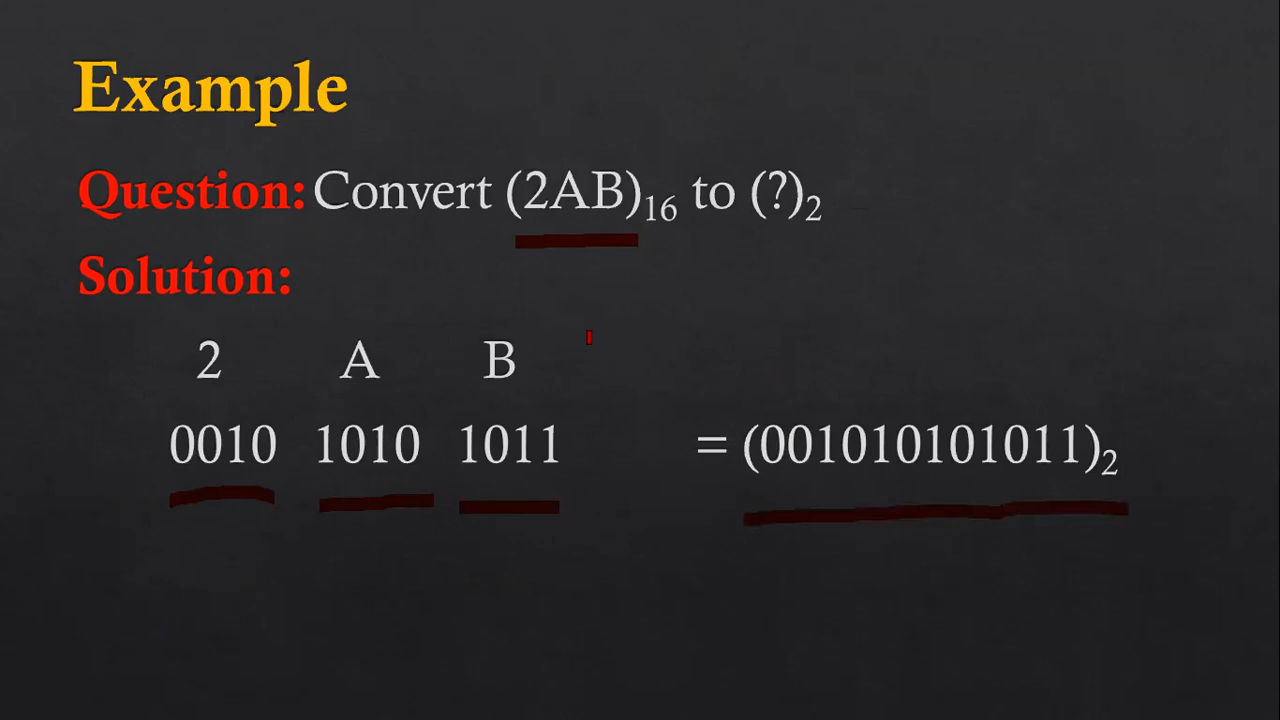 Example
Question: Convert (2AB)₁₆ to (?)₂
Solution:
2 A B
0010 1010 1011 = (001010101011)₂